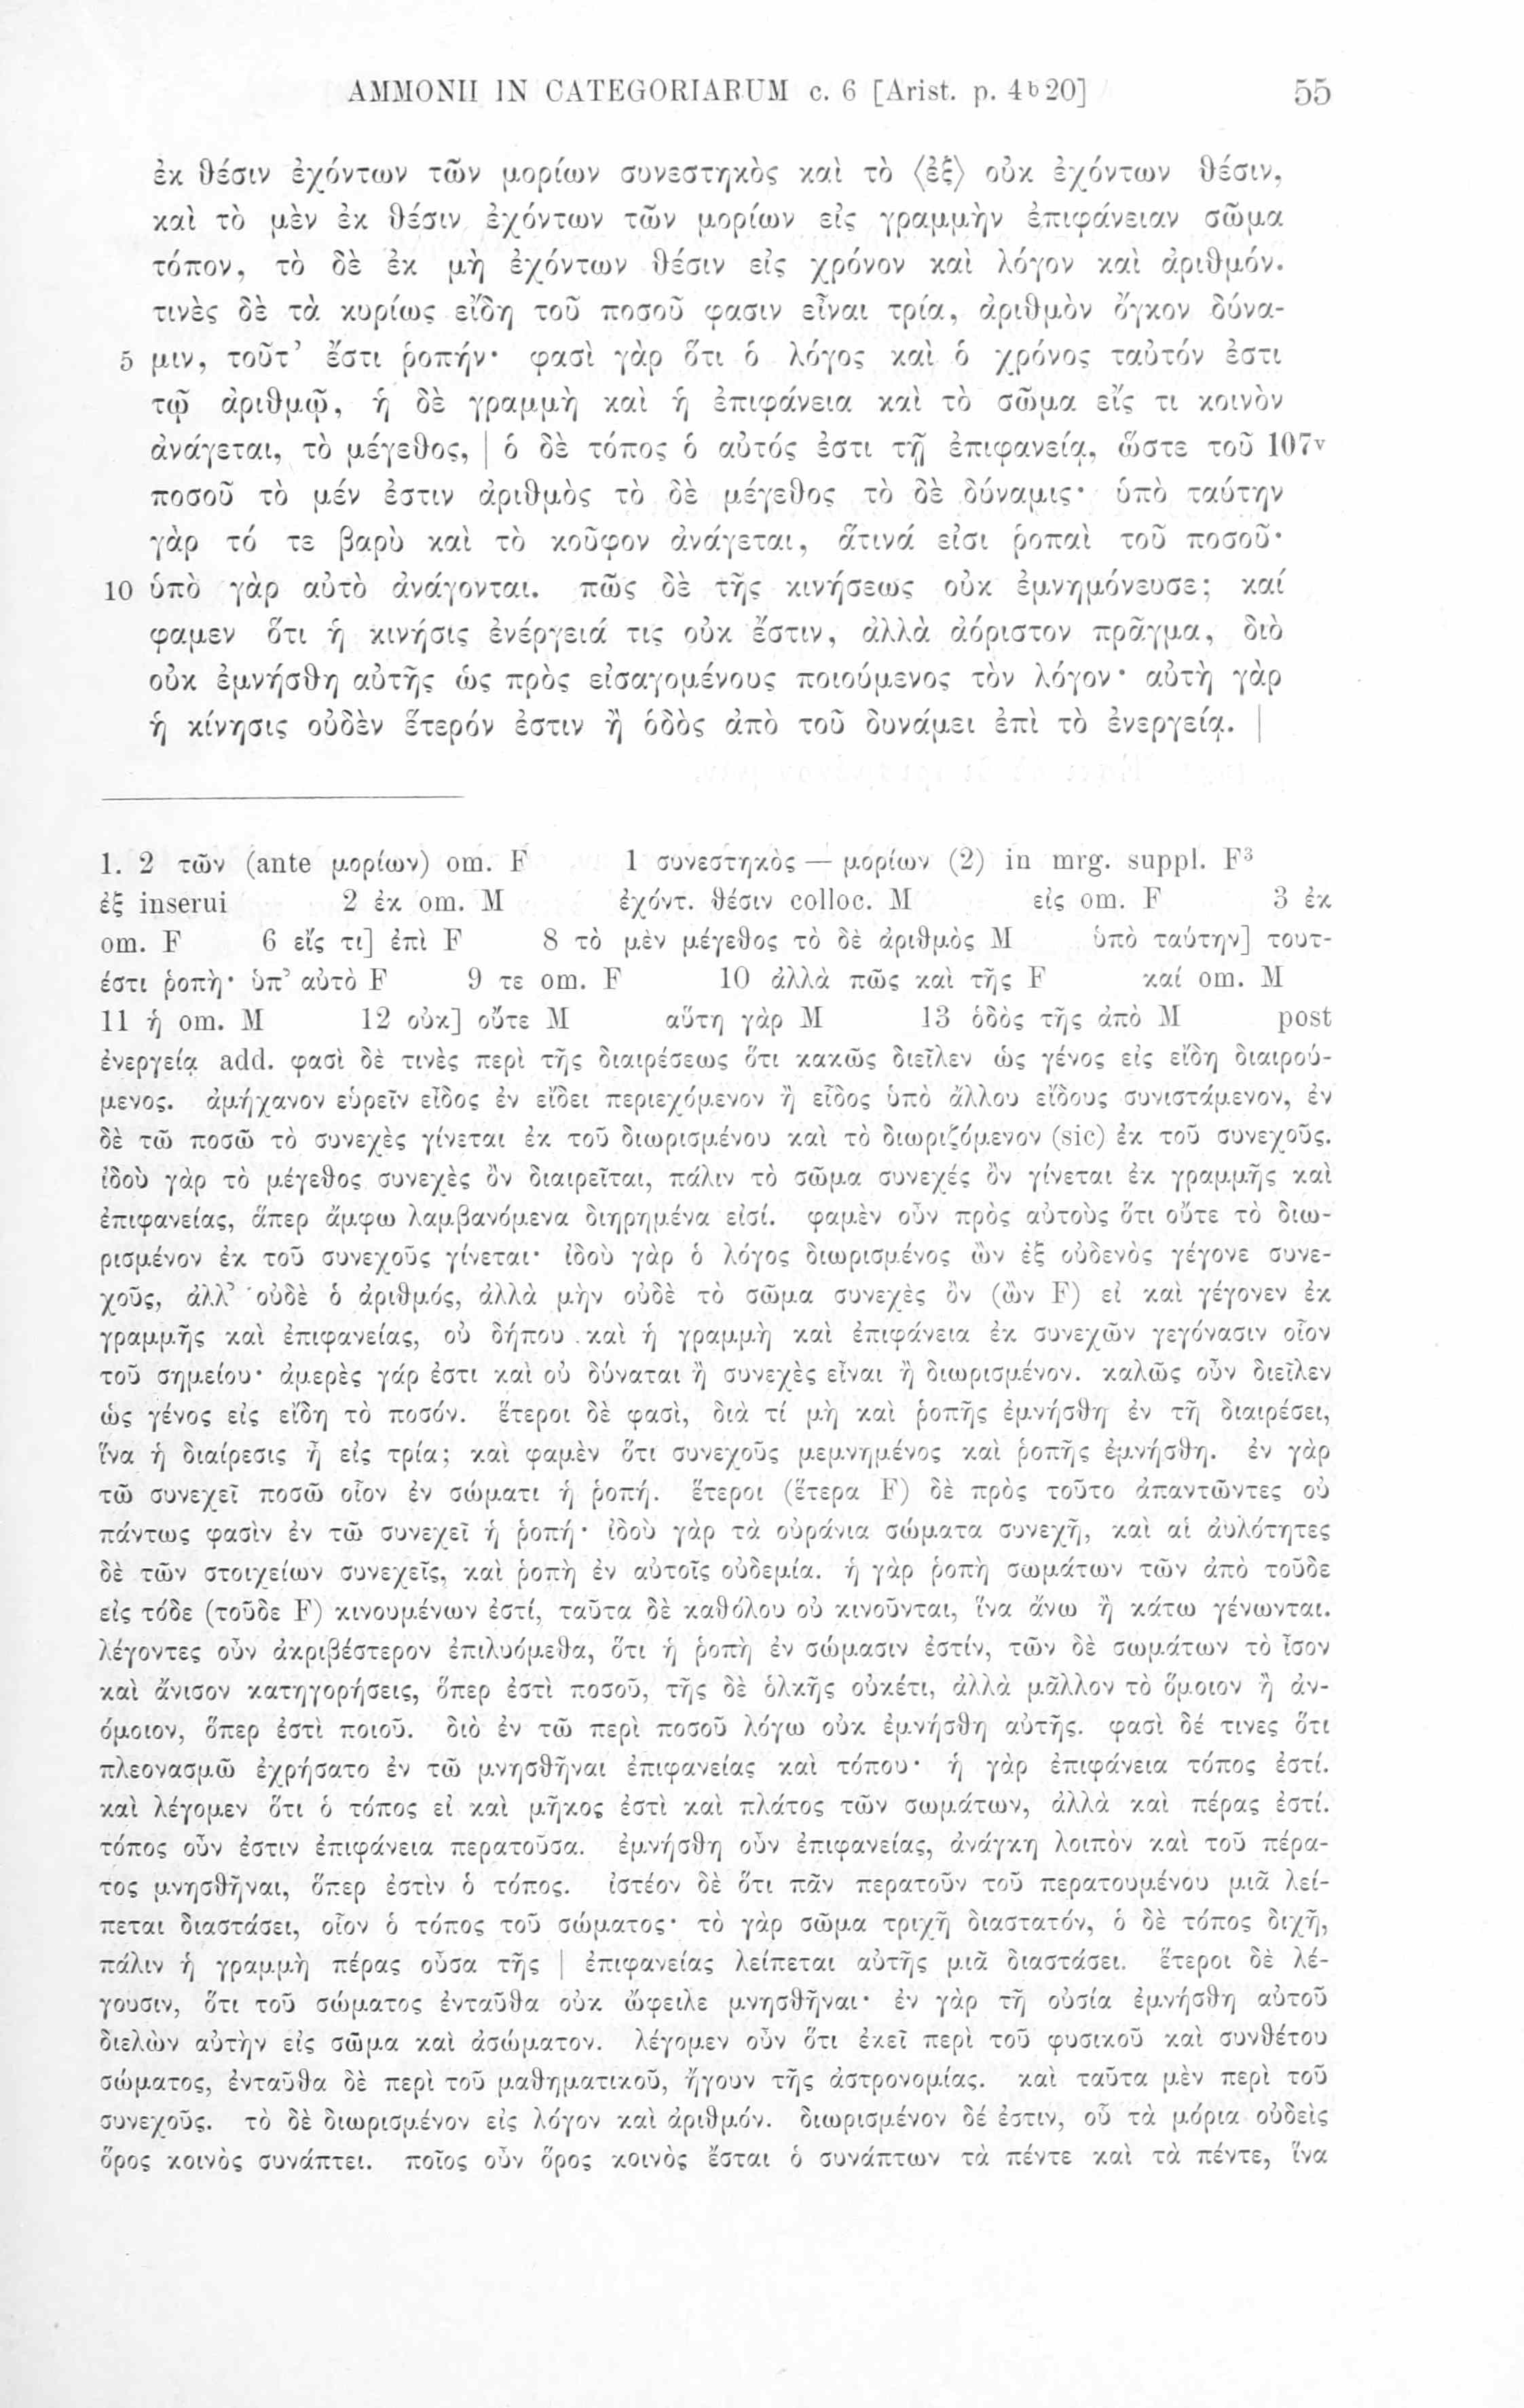 AMMONII IN CATEGORIARUM c. 6 [Arist. p. 4b20] 55
ἐκ θέσιν ἐχόντων τῶν μορίων συνεστηκὸς καὶ τὸ ⟨ἐξ⟩ οὐκ ἐχόντων θέσιν,
καὶ τὸ μὲν ἐκ θέσιν ἐχόντων τῶν μορίων εἰς γραμμὴν ἐπιφάνειαν σῶμα
τόπον, τὸ δὲ ἐκ μὴ ἐχόντων θέσιν εἰς χρόνον καὶ λόγον καὶ ἀριθμόν.
τινὲς δὲ τὰ κυρίως εἴδη τοῦ ποσοῦ φασιν εἶναι τρία, ἀριθμὸν ὄγκον δύνα-
5 μιν, τοῦτ’ ἔστι ῥοπήν· φασὶ γὰρ ὅτι ὁ λόγος καὶ ὁ χρόνος ταὐτόν ἐστι
τῷ ἀριθμῷ, ἡ δὲ γραμμὴ καὶ ἡ ἐπιφάνεια καὶ τὸ σῶμα εἴς τι κοινὸν
ἀνάγεται, τὸ μέγεθος, | ὁ δὲ τόπος ὁ αὐτός ἐστι τῇ ἐπιφανείᾳ, ὥστε τοῦ 107v
ποσοῦ τὸ μέν ἐστιν ἀριθμὸς τὸ δὲ μέγεθος τὸ δὲ δύναμις· ὑπὸ ταύτην
γὰρ τό τε βαρὺ καὶ τὸ κοῦφον ἀνάγεται, ἅτινά εἰσι ῥοπαὶ τοῦ ποσοῦ·
10 ὑπὸ γὰρ αὐτὸ ἀνάγονται. πῶς δὲ τῆς κινήσεως οὐκ ἐμνημόνευσε; καί
φαμεν ὅτι ἡ κινήσις ἐνέργειά τις οὐκ ἔστιν, ἀλλὰ ἀόριστον πρᾶγμα, διὸ
οὐκ ἐμνήσθη αὐτῆς ὡς πρὸς εἰσαγομένους ποιούμενος τὸν λόγον· αὐτὴ γὰρ
ἡ κίνησις οὐδὲν ἕτερόν ἐστιν ἢ ὁδὸς ἀπὸ τοῦ δυνάμει ἐπὶ τὸ ἐνεργείᾳ. |
1. 2 τῶν (ante μορίων) om. F 1 συνεστηκὸς — μορίων (2) in mrg. suppl. F³
ἐξ inserui 2 ἐκ om. M ἐχόντ. θέσιν colloc. M εἰς om. F 3 ἐκ
om. F 6 εἴς τι] ἐπὶ F 8 τὸ μὲν μέγεθος τὸ δὲ ἀριθμὸς M ὑπὸ ταύτην] τουτ-
έστι ῥοπὴ· ὑπ’ αὐτὸ F 9 τε om. F 10 ἀλλὰ πῶς καὶ τῆς F καί om. M
11 ἡ om. M 12 οὐκ] οὔτε M αὕτη γὰρ M 13 ὁδὸς τῆς ἀπὸ M post
ἐνεργείᾳ add. φασὶ δὲ τινὲς περὶ τῆς διαιρέσεως ὅτι κακῶς διεῖλεν ὡς γένος εἰς εἴδη διαιρού-
μενος. ἀμήχανον εὑρεῖν εἶδος ἐν εἴδει περιεχόμενον ἢ εἶδος ὑπὸ ἄλλου εἴδους συνιστάμενον, ἐν
δὲ τῶ ποσῶ τὸ συνεχὲς γίνεται ἐκ τοῦ διωρισμένου καὶ τὸ διωριζόμενον (sic) ἐκ τοῦ συνεχοῦς.
ἰδοὺ γὰρ τὸ μέγεθος συνεχὲς ὂν διαιρεῖται, πάλιν τὸ σῶμα συνεχές ὂν γίνεται ἐκ γραμμῆς καὶ
ἐπιφανείας, ἅπερ ἄμφω λαμβανόμενα διηρημένα εἰσί. φαμὲν οὖν πρὸς αὐτοὺς ὅτι οὔτε τὸ διω-
ρισμένον ἐκ τοῦ συνεχοῦς γίνεται· ἰδοὺ γὰρ ὁ λόγος διωρισμένος ὢν ἐξ οὐδενὸς γέγονε συνε-
χοῦς, ἀλλ’ οὐδὲ ὁ ἀριθμός, ἀλλὰ μὴν οὐδὲ τὸ σῶμα συνεχὲς ὂν (ὢν F) εἰ καὶ γέγονεν ἐκ
γραμμῆς καὶ ἐπιφανείας, οὐ δήπου καὶ ἡ γραμμὴ καὶ ἐπιφάνεια ἐκ συνεχῶν γεγόνασιν οἷον
τοῦ σημείου· ἀμερὲς γάρ ἐστι καὶ οὐ δύναται ἢ συνεχὲς εἶναι ἢ διωρισμένον. καλῶς οὖν διεῖλεν
ὡς γένος εἰς εἴδη τὸ ποσόν. ἕτεροι δὲ φασὶ, διὰ τί μὴ καὶ ῥοπῆς ἐμνήσθη ἐν τῆ διαιρέσει,
ἵνα ἡ διαίρεσις ἦ εἰς τρία; καὶ φαμὲν ὅτι συνεχοῦς μεμνημένος καὶ ῥοπῆς ἐμνήσθη. ἐν γὰρ
τῶ συνεχεῖ ποσῶ οἷον ἐν σώματι ἡ ῥοπή. ἕτεροι (ἕτερα F) δὲ πρὸς τοῦτο ἀπαντῶντες οὐ
πάντως φασὶν ἐν τῶ συνεχεῖ ἡ ῥοπή· ἰδοὺ γὰρ τὰ οὐράνια σώματα συνεχῆ, καὶ αἱ ἀυλότητες
δὲ τῶν στοιχείων συνεχεῖς, καὶ ῥοπὴ ἐν αὐτοῖς οὐδεμία. ἡ γὰρ ῥοπὴ σωμάτων τῶν ἀπὸ τοῦδε
εἰς τόδε (τοῦδε F) κινουμένων ἐστί, ταῦτα δὲ καθόλου οὐ κινοῦνται, ἵνα ἄνω ἢ κάτω γένωνται.
λέγοντες οὖν ἀκριβέστερον ἐπιλυόμεθα, ὅτι ἡ ῥοπὴ ἐν σώμασιν ἐστίν, τῶν δὲ σωμάτων τὸ ἶσον
καὶ ἄνισον κατηγορήσεις, ὅπερ ἐστὶ ποσοῦ, τῆς δὲ ὁλκῆς οὐκέτι, ἀλλὰ μᾶλλον τὸ ὅμοιον ἢ ἀν-
όμοιον, ὅπερ ἐστὶ ποιοῦ. διὸ ἐν τῶ περὶ ποσοῦ λόγω οὐκ ἐμνήσθη αὐτῆς. φασὶ δέ τινες ὅτι
πλεονασμῶ ἐχρήσατο ἐν τῶ μνησθῆναι ἐπιφανείας καὶ τόπου· ἡ γὰρ ἐπιφάνεια τόπος ἐστί.
καὶ λέγομεν ὅτι ὁ τόπος εἰ καὶ μῆκος ἐστὶ καὶ πλάτος τῶν σωμάτων, ἀλλὰ καὶ πέρας ἐστί.
τόπος οὖν ἐστιν ἐπιφάνεια περατοῦσα. ἐμνήσθη οὖν ἐπιφανείας, ἀνάγκη λοιπὸν καὶ τοῦ πέρα-
τος μνησθῆναι, ὅπερ ἐστὶν ὁ τόπος. ἰστέον δὲ ὅτι πᾶν περατοῦν τοῦ περατουμένου μιᾶ λεί-
πεται διαστάσει, οἷον ὁ τόπος τοῦ σώματος· τὸ γὰρ σῶμα τριχῆ διαστατόν, ὁ δὲ τόπος διχῆ,
πάλιν ἡ γραμμὴ πέρας οὖσα τῆς | ἐπιφανείας λείπεται αὐτῆς μιᾶ διαστάσει. ἕτεροι δὲ λέ-
γουσιν, ὅτι τοῦ σώματος ἐνταῦθα οὐκ ὤφειλε μνησθῆναι· ἐν γὰρ τῆ οὐσία ἐμνήσθη αὐτοῦ
διελὼν αὐτὴν εἰς σῶμα καὶ ἀσώματον. λέγομεν οὖν ὅτι ἐκεῖ περὶ τοῦ φυσικοῦ καὶ συνθέτου
σώματος, ἐνταῦθα δὲ περὶ τοῦ μαθηματικοῦ, ἤγουν τῆς ἀστρονομίας. καὶ ταῦτα μὲν περὶ τοῦ
συνεχοῦς. τὸ δὲ διωρισμένον εἰς λόγον καὶ ἀριθμόν. διωρισμένον δέ ἐστιν, οὗ τὰ μόρια οὐδεὶς
ὅρος κοινὸς συνάπτει. ποῖος οὖν ὅρος κοινὸς ἔσται ὁ συνάπτων τὰ πέντε καὶ τὰ πέντε, ἵνα